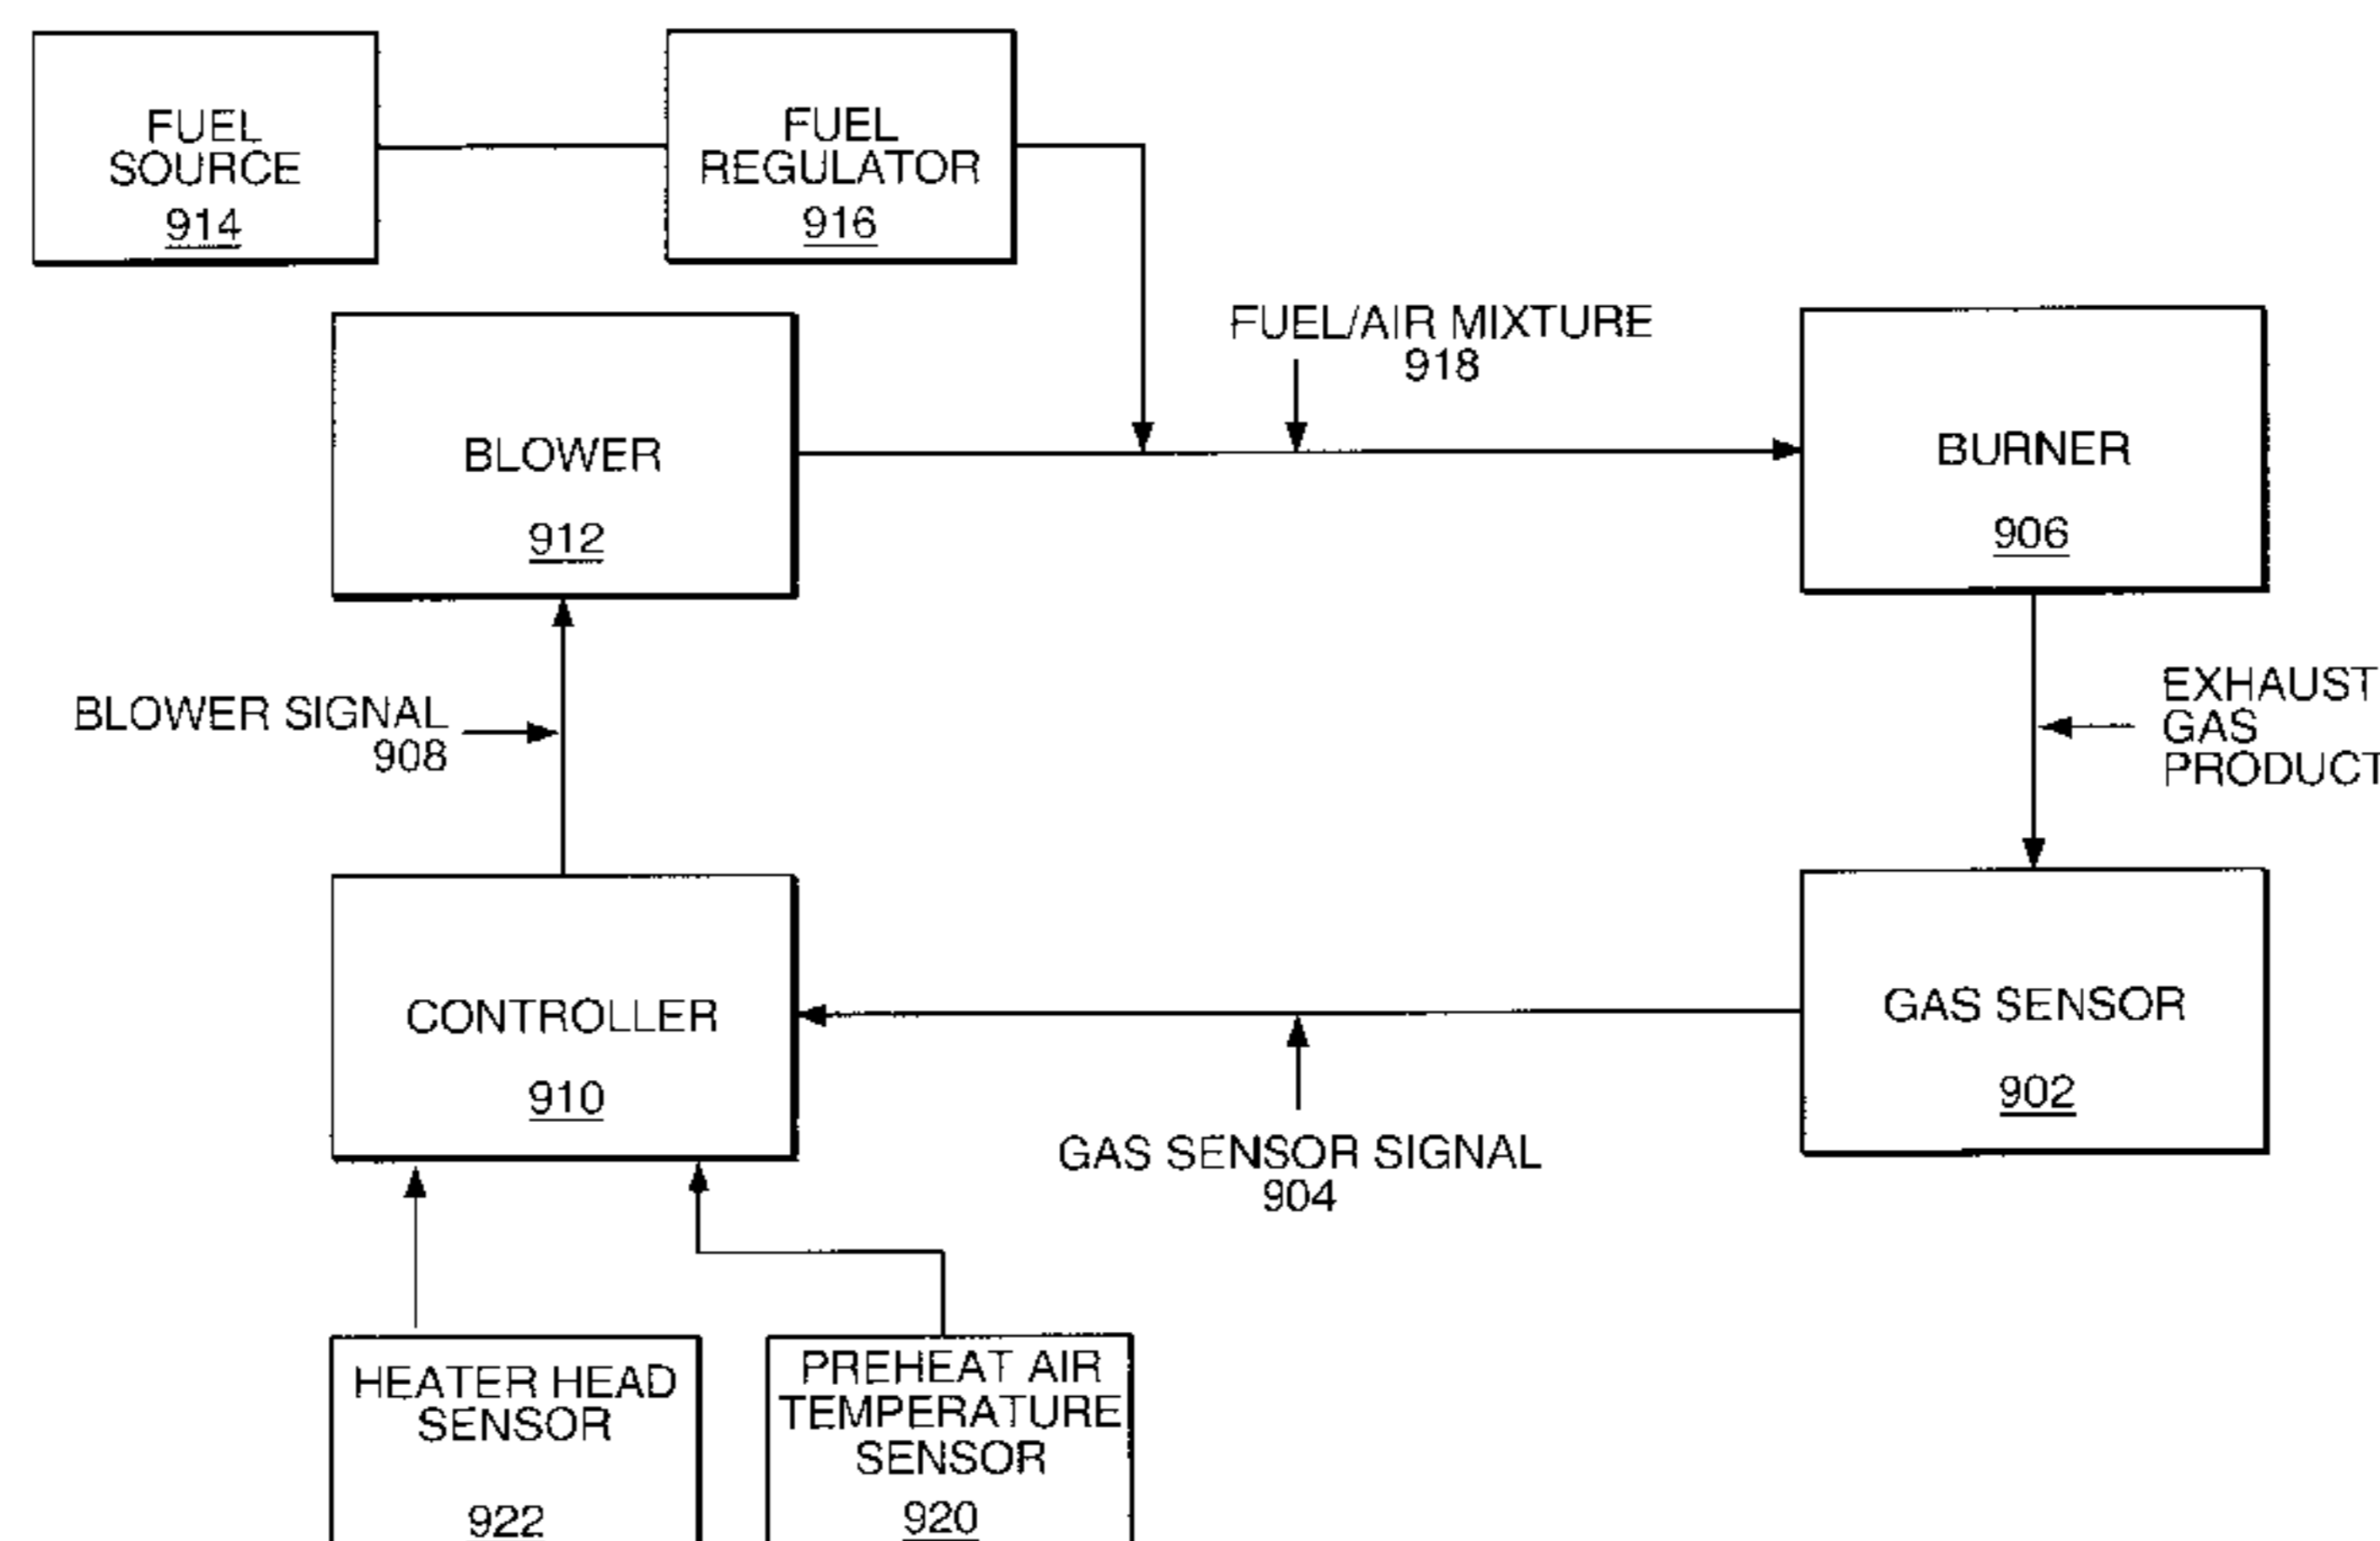 FUEL
SOURCE
914
FUEL
REGULATOR
916
FUEL/AIR MIXTURE
918
BLOWER
912
BURNER
906
BLOWER SIGNAL
908
EXHAUST
GAS
PRODUCT
CONTROLLER
910
GAS SENSOR
902
GAS SENSOR SIGNAL
904
HEATER HEAD
SENSOR
922
PREHEAT AIR
TEMPERATURE
SENSOR
920